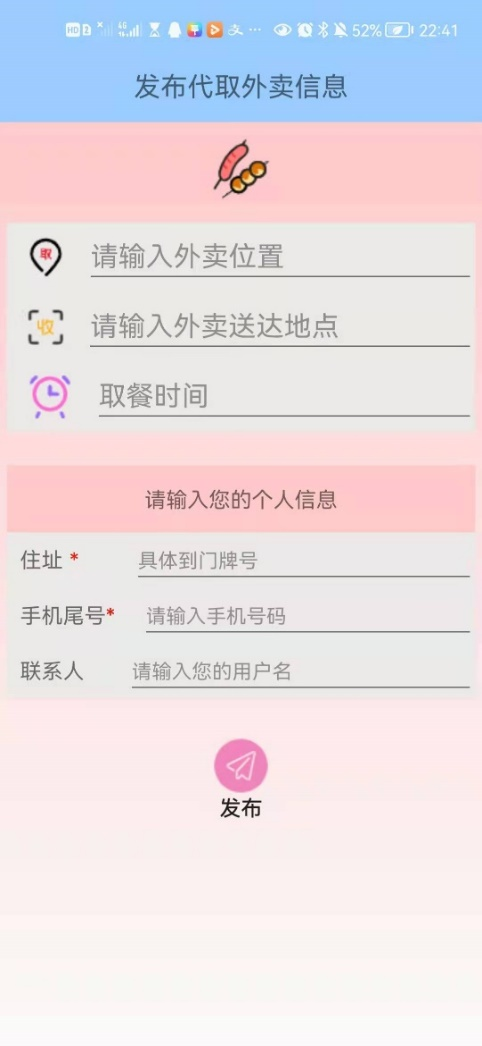 HD 2 4G 52% 22:41
发布代取外卖信息
取 请输入外卖位置
收 请输入外卖送达地点
取餐时间
请输入您的个人信息
住址 * 具体到门牌号
手机尾号* 请输入手机号码
联系人 请输入您的用户名
发布